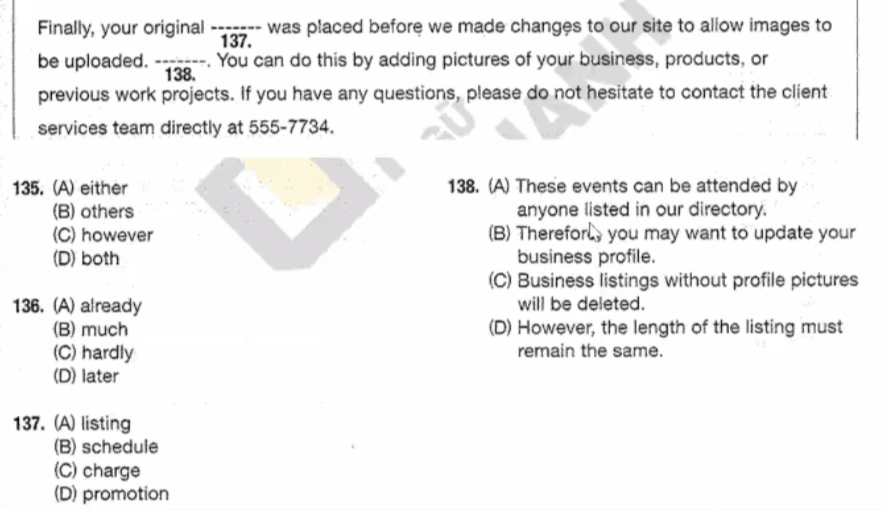 Finally, your original ------- was placed before we made changes to our site to allow images to
137.
be uploaded. -------. You can do this by adding pictures of your business, products, or
138.
previous work projects. If you have any questions, please do not hesitate to contact the client
services team directly at 555-7734.
135. (A) either
(B) others
(C) however
(D) both
136. (A) already
(B) much
(C) hardly
(D) later
137. (A) listing
(B) schedule
(C) charge
(D) promotion
138. (A) These events can be attended by
anyone listed in our directory.
(B) Therefore, you may want to update your
business profile.
(C) Business listings without profile pictures
will be deleted.
(D) However, the length of the listing must
remain the same.